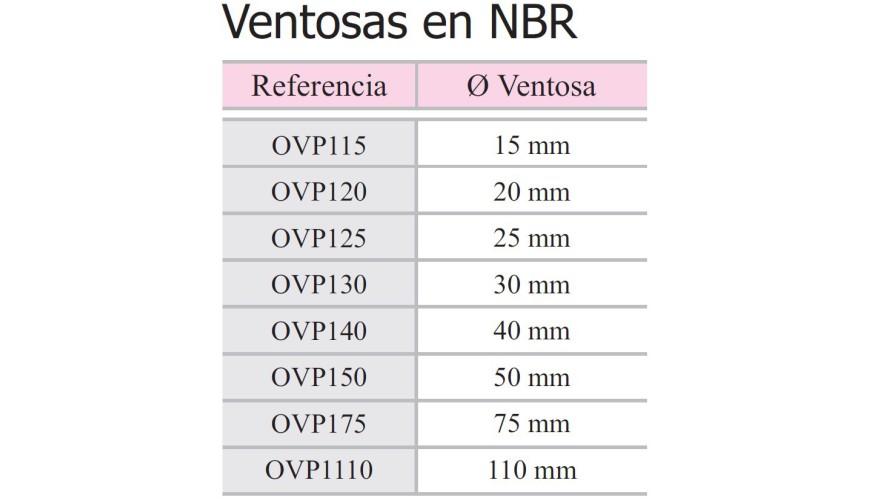 Ventosas en NBR
Referencia Ø Ventosa
OVP115 15 mm
OVP120 20 mm
OVP125 25 mm
OVP130 30 mm
OVP140 40 mm
OVP150 50 mm
OVP175 75 mm
OVP1110 110 mm